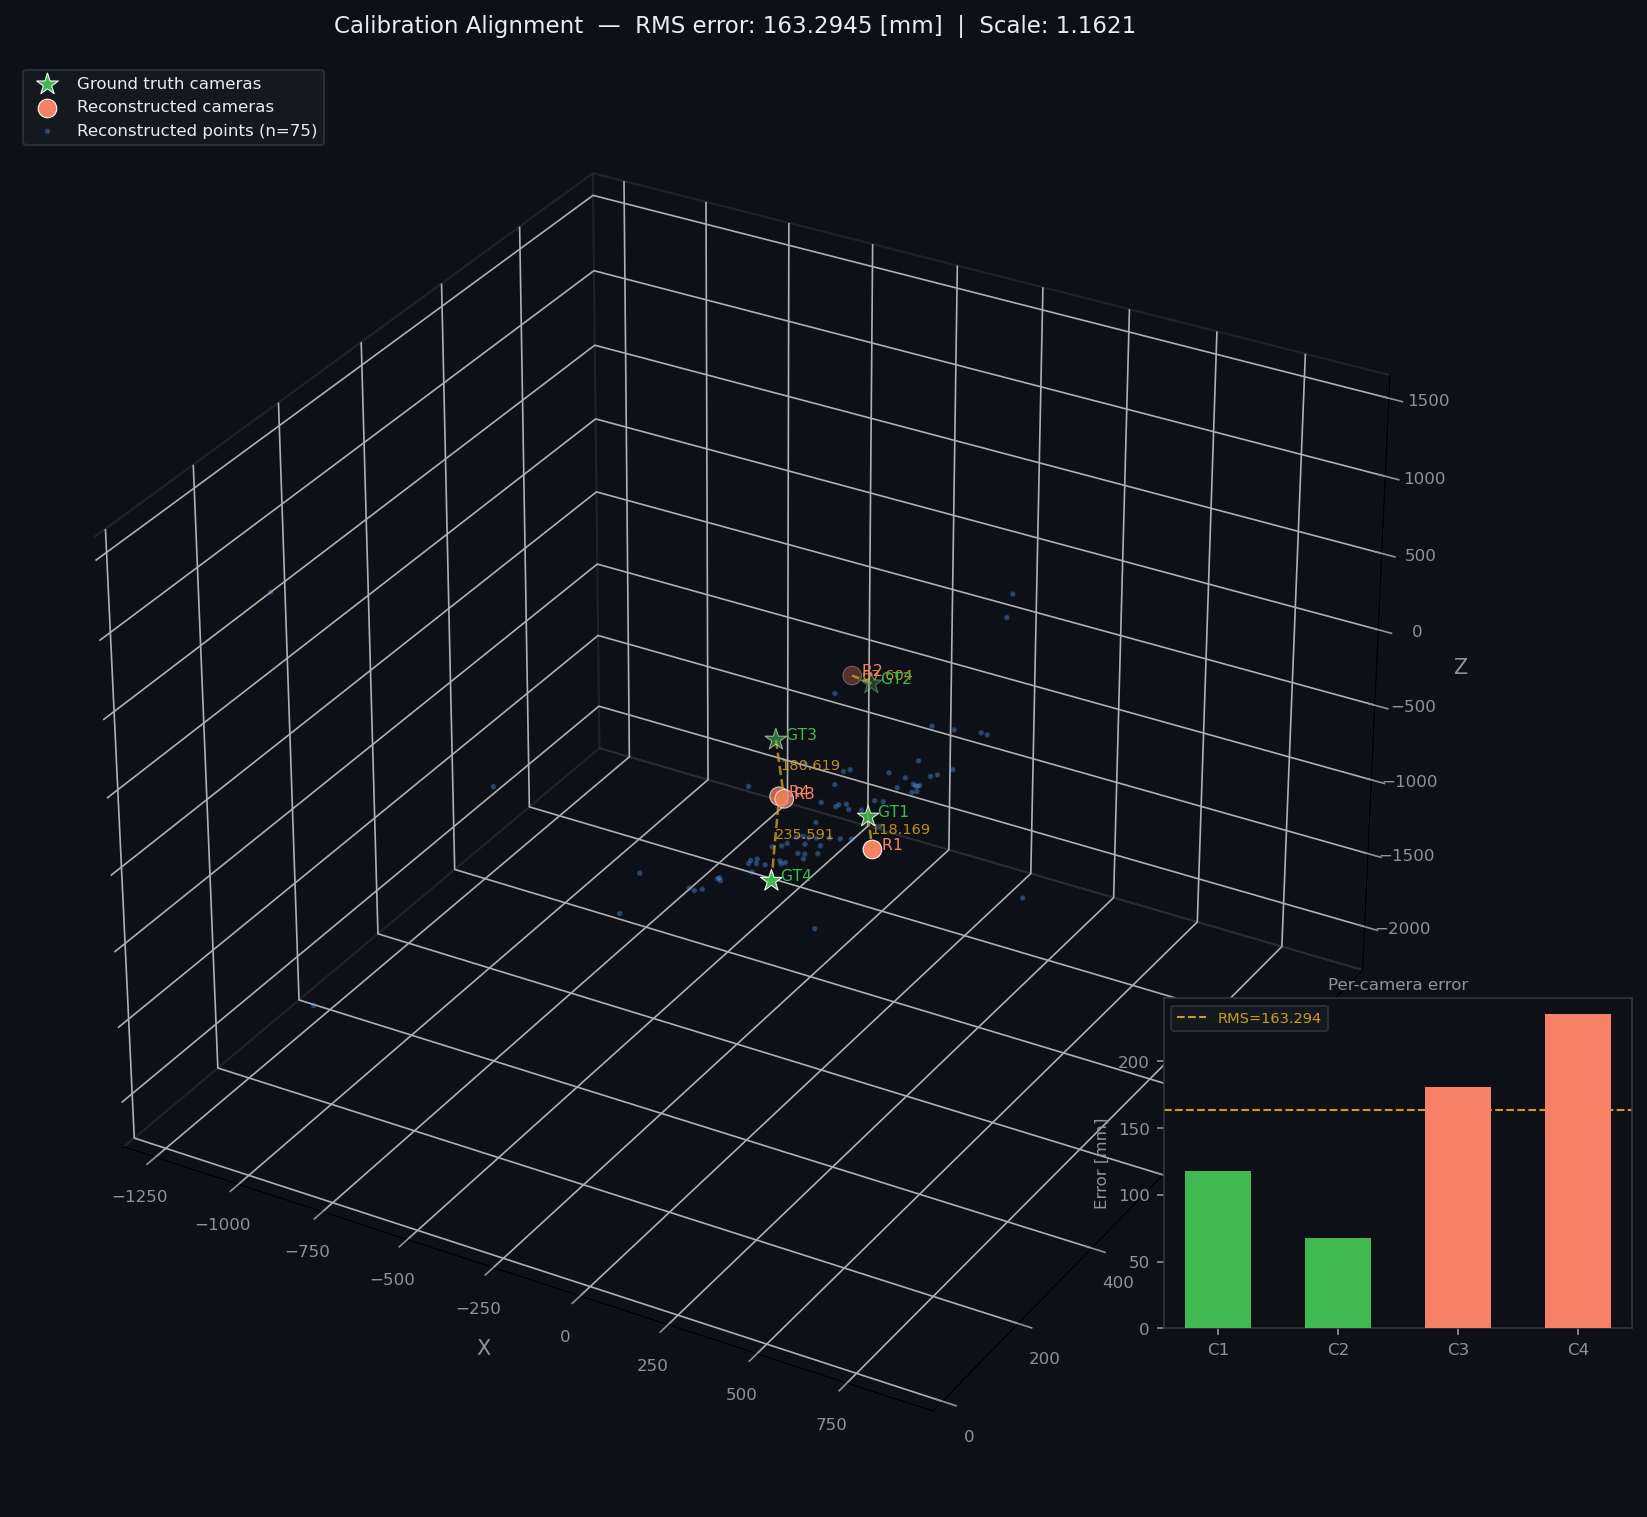 Calibration Alignment — RMS error: 163.2945 [mm] | Scale: 1.1621
Ground truth cameras
Reconstructed cameras
Reconstructed points (n=75)
1500
1000
500
0
−500
−1000
−1500
−2000
Z
R2
GT2
GT3
180.619
R3
GT1
118.169
R1
235.591
GT4
−1250
−1000
−750
−500
−250
0
250
500
750
X
0
200
400
Per-camera error
RMS=163.294
Error [mm]
200
150
100
50
0
C1
C2
C3
C4